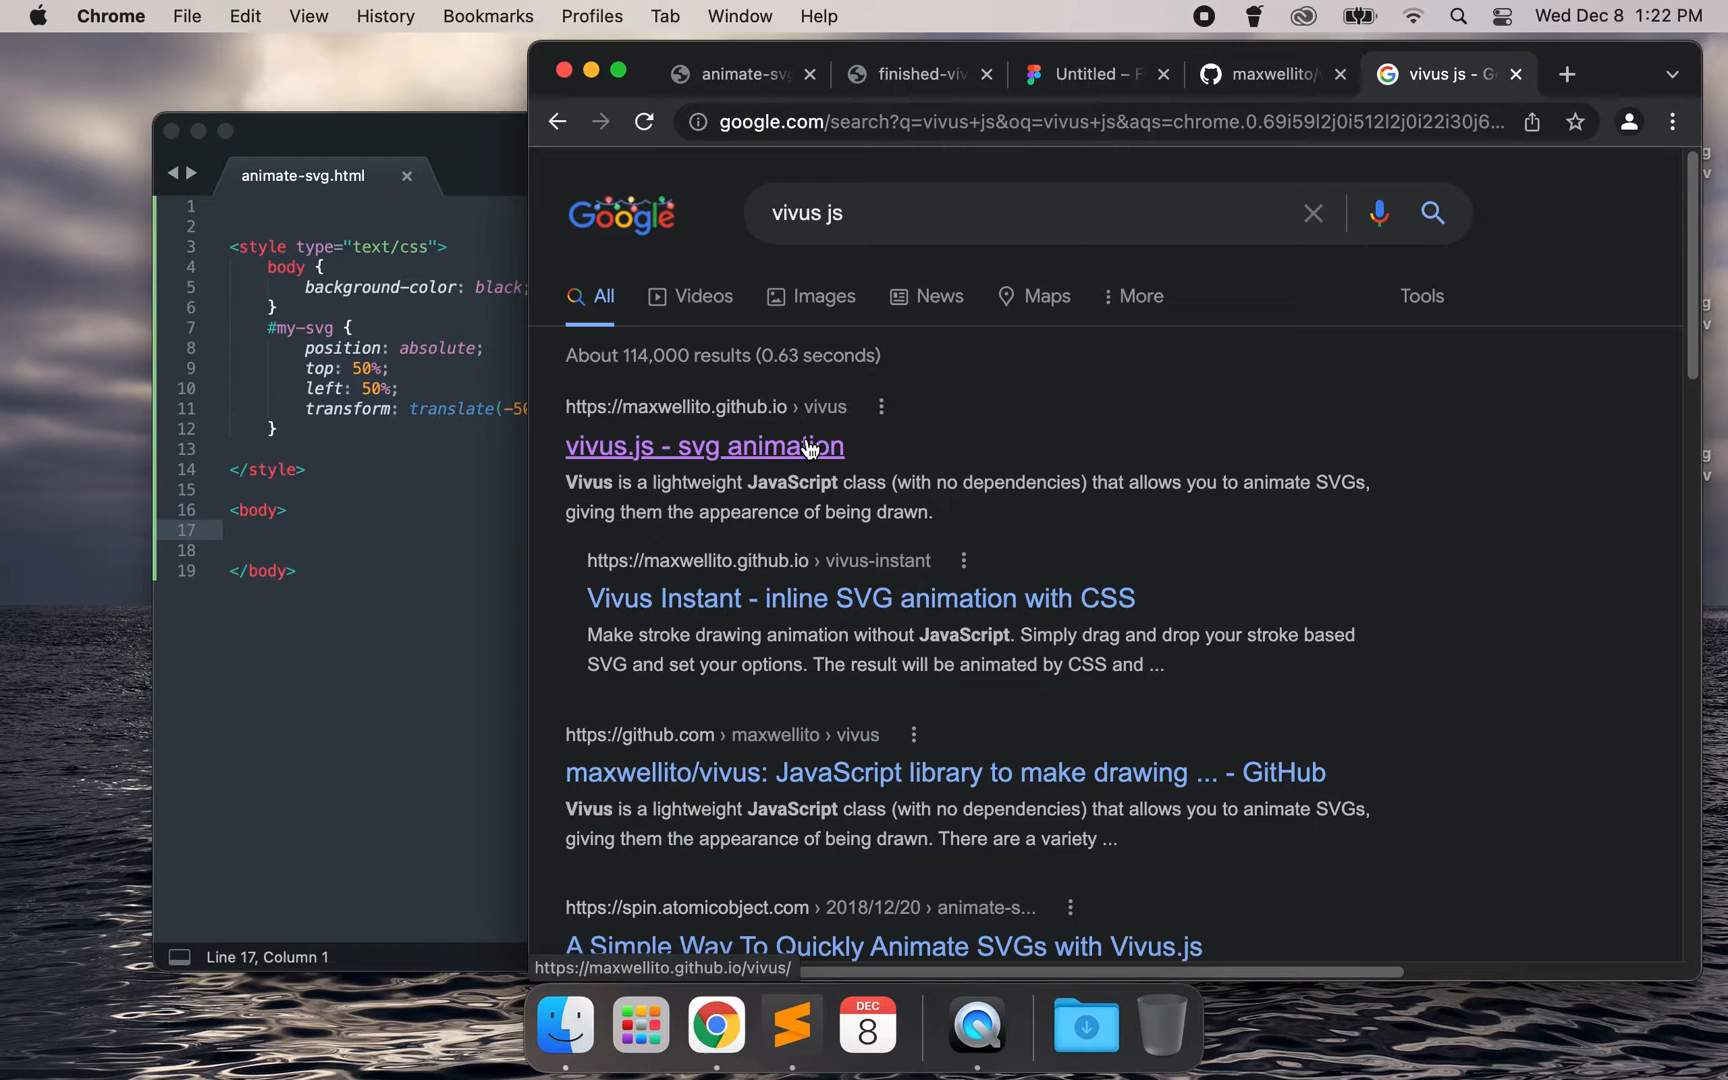 Chrome File Edit View History Bookmarks Profiles Tab Window Help Wed Dec 8 1:22 PM
animate-svg finished-viv Untitled – F maxwellito/ vivus js - G
google.com/search?q=vivus+js&oq=vivus+js&aqs=chrome.0.69i59l2j0i512l2j0i22i30j6...
animate-svg.html
1
2
3 <style type="text/css">
4 body {
5 background-color: black;
6 }
7 #my-svg {
8 position: absolute;
9 top: 50%;
10 left: 50%;
11 transform: translate(-50
12 }
13
14 </style>
15
16 <body>
17
18
19 </body>
Line 17, Column 1
Google
vivus js
All Videos Images News Maps More Tools
About 114,000 results (0.63 seconds)
https://maxwellito.github.io › vivus
vivus.js - svg animation
Vivus is a lightweight JavaScript class (with no dependencies) that allows you to animate SVGs,
giving them the appearence of being drawn.
https://maxwellito.github.io › vivus-instant
Vivus Instant - inline SVG animation with CSS
Make stroke drawing animation without JavaScript. Simply drag and drop your stroke based
SVG and set your options. The result will be animated by CSS and ...
https://github.com › maxwellito › vivus
maxwellito/vivus: JavaScript library to make drawing ... - GitHub
Vivus is a lightweight JavaScript class (with no dependencies) that allows you to animate SVGs,
giving them the appearance of being drawn. There are a variety ...
https://spin.atomicobject.com › 2018/12/20 › animate-s...
A Simple Way To Quickly Animate SVGs with Vivus.js
https://maxwellito.github.io/vivus/
DEC
8
g
v
g
v
g
v